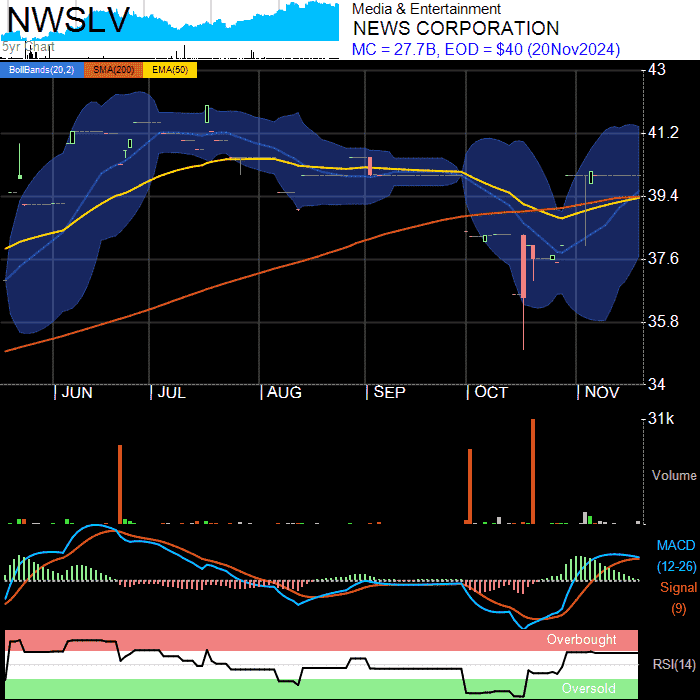 NWSLV
5yr Chart
Media & Entertainment
NEWS CORPORATION
MC = 27.7B, EOD = $40 (20Nov2024)
BollBands(20,2) SMA(200) EMA(50)
43
41.2
39.4
37.6
35.8
34
JUN JUL AUG SEP OCT NOV
31k
Volume
MACD
(12-26)
Signal
(9)
Overbought
RSI(14)
Oversold